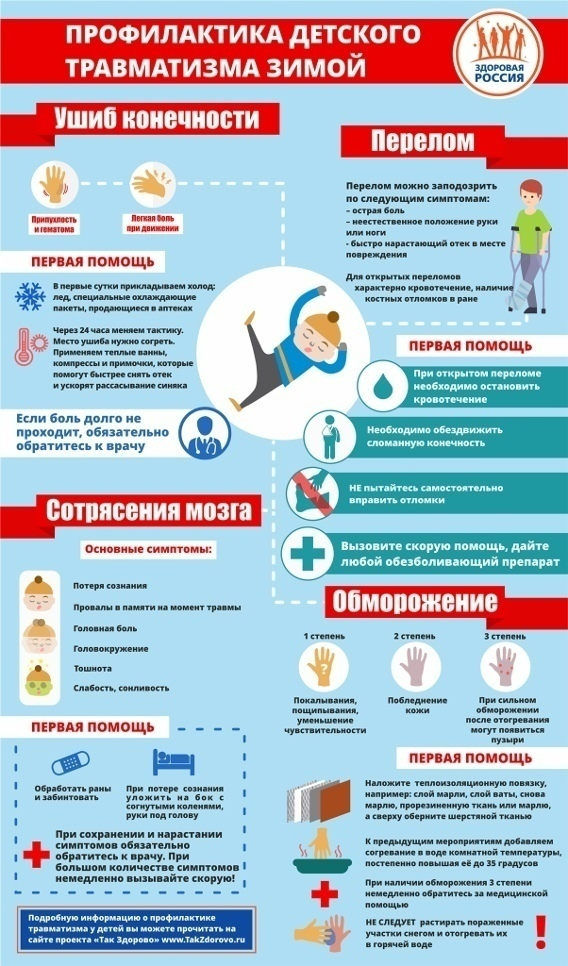 ПРОФИЛАКТИКА ДЕТСКОГО
ТРАВМАТИЗМА ЗИМОЙ
ЗДОРОВАЯ
РОССИЯ
Ушиб конечности
Припухлость
и гематома
Легкая боль
при движении
ПЕРВАЯ ПОМОЩЬ
В первые сутки прикладываем холод:
лед, специальные охлаждающие
пакеты, продающиеся в аптеках
Через 24 часа меняем тактику.
Место ушиба нужно согреть.
Применяем теплые ванны,
компрессы и примочки, которые
помогут быстрее снять отек
и ускорят рассасывание синяка
Если боль долго не
проходит, обязательно
обратитесь к врачу
Перелом
Перелом можно заподозрить
по следующим симптомам:
– острая боль
– неестественное положение руки
или ноги
- быстро нарастающий отек в месте
повреждения
Для открытых переломов
характерно кровотечение, наличие
костных отломков в ране
ПЕРВАЯ ПОМОЩЬ
При открытом переломе
необходимо остановить
кровотечение
Необходимо обездвижить
сломанную конечность
НЕ пытайтесь самостоятельно
вправить отломки
Вызовите скорую помощь, дайте
любой обезболивающий препарат
Сотрясения мозга
Основные симптомы:
Потеря сознания
Провалы в памяти на момент травмы
Головная боль
Головокружение
Тошнота
Слабость, сонливость
ПЕРВАЯ ПОМОЩЬ
Обработать раны
и забинтовать
При потере сознания
уложить на бок с
согнутыми коленями,
руки под голову
При сохранении и нарастании
симптомов обязательно
обратитесь к врачу. При
большом количестве симптомов
немедленно вызывайте скорую!
Подробную информацию о профилактике
травматизма у детей вы можете прочитать на
сайте проекта «Так Здорово» www.TakZdorovo.ru
Обморожение
1 степень
2 степень
3 степень
?
Покалывания,
пощипывания,
уменьшение
чувствительности
Побледнение
кожи
При сильном
обморожении
после отогревания
могут появиться
пузыри
ПЕРВАЯ ПОМОЩЬ
Наложите теплоизоляционную повязку,
например: слой марли, слой ваты, снова
марлю, прорезиненную ткань или марлю,
а сверху оберните шерстяной тканью
К предыдущим мероприятиям добавляем
согревание в воде комнатной температуры,
постепенно повышая её до 35 градусов
При наличии обморожения 3 степени
немедленно обратитесь за медицинской
помощью
НЕ СЛЕДУЕТ растирать пораженные
участки снегом и отогревать их
в горячей воде
!